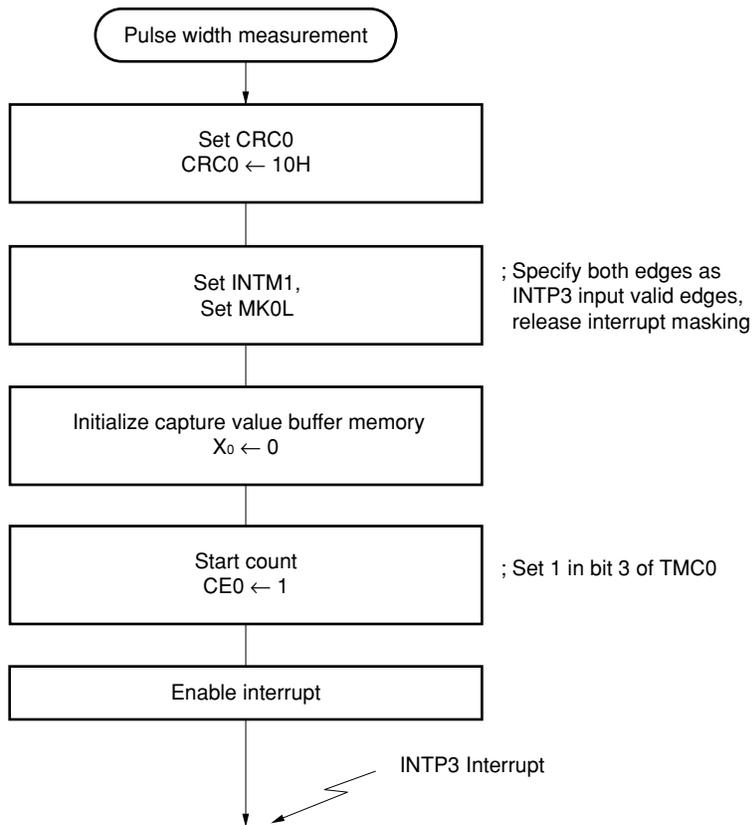 Pulse width measurement
Set CRC0
CRC0 ← 10H
Set INTM1,
Set MK0L
; Specify both edges as
INTP3 input valid edges,
release interrupt masking
Initialize capture value buffer memory
X₀ ← 0
Start count
CE0 ← 1
; Set 1 in bit 3 of TMC0
Enable interrupt
INTP3 Interrupt